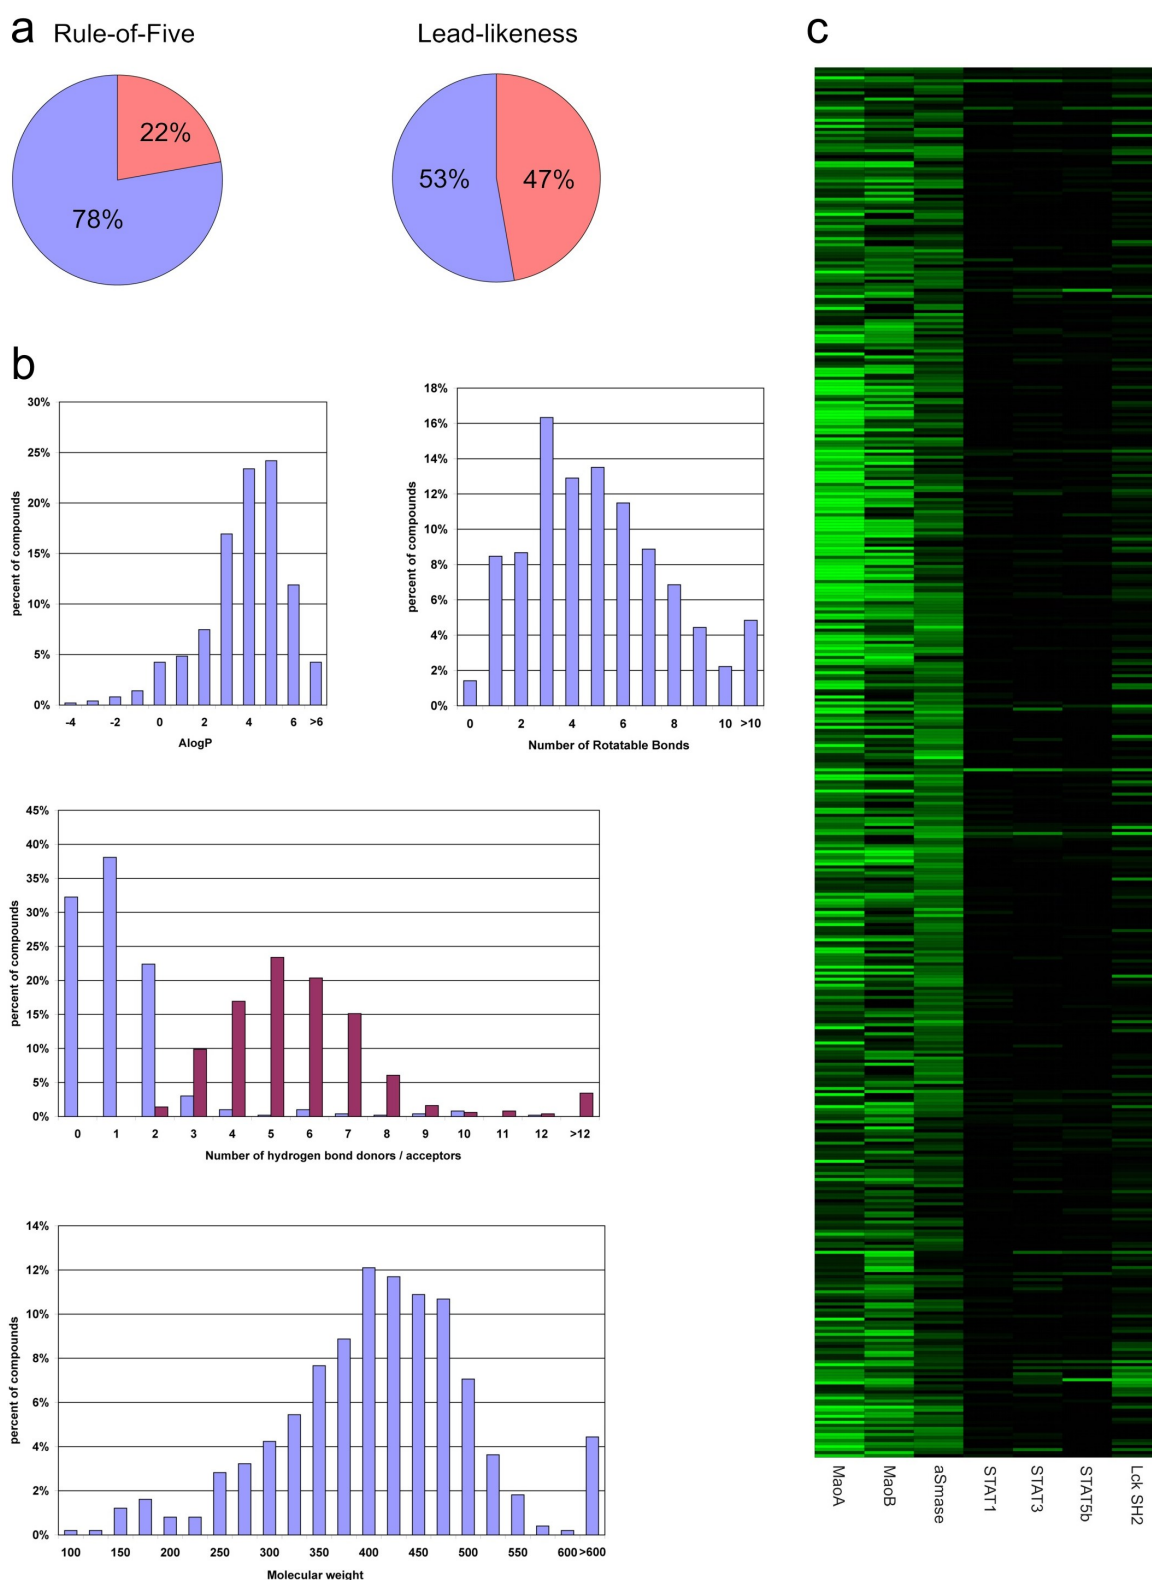 a
Rule-of-Five
Lead-likeness
c
22%
78%
53%
47%
b
30%
25%
20%
15%
10%
5%
0%
percent of compounds
-4 -2 0 2 4 6 >6
AlogP
18%
16%
14%
12%
10%
8%
6%
4%
2%
0%
percent of compounds
0 2 4 6 8 10 >10
Number of Rotatable Bonds
45%
40%
35%
30%
25%
20%
15%
10%
5%
0%
percent of compounds
0 1 2 3 4 5 6 7 8 9 10 11 12 >12
Number of hydrogen bond donors / acceptors
14%
12%
10%
8%
6%
4%
2%
0%
percent of compounds
100 150 200 250 300 350 400 450 500 550 600 >600
Molecular weight
MaoA
MaoB
aSmase
STAT1
STAT3
STAT5b
Lck SH2